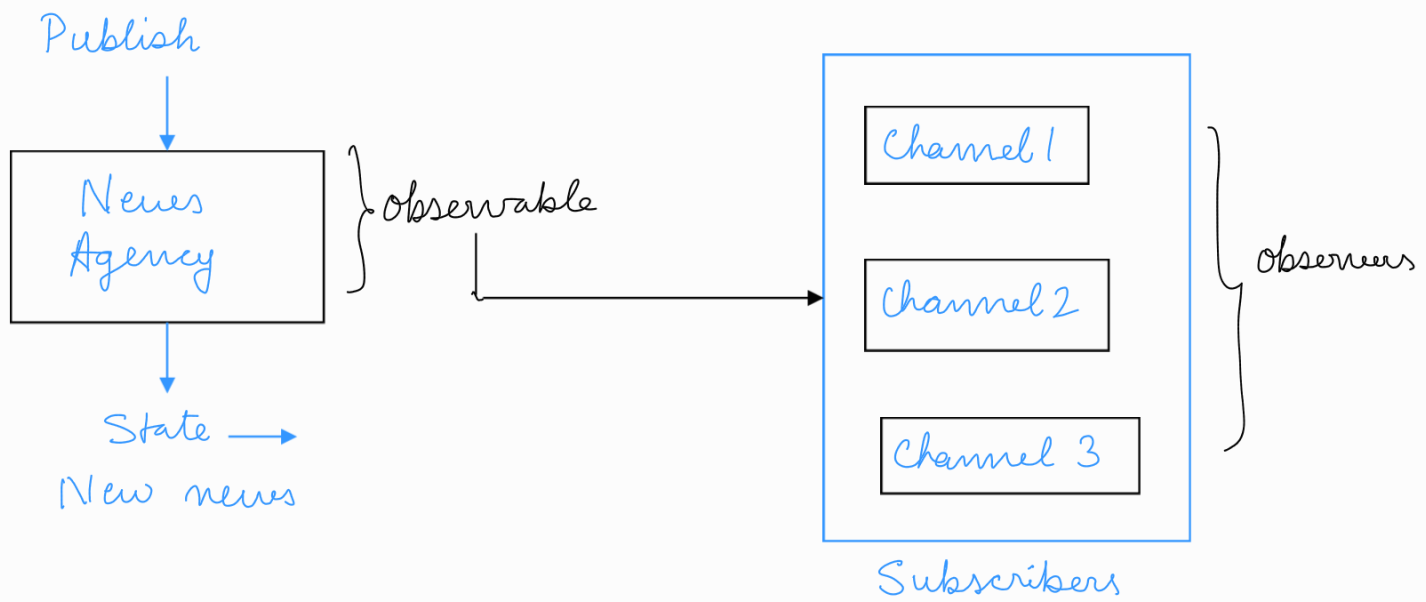 Publish
News
Agency
observable
State
New news
Channel 1
Channel 2
Channel 3
observers
Subscribers